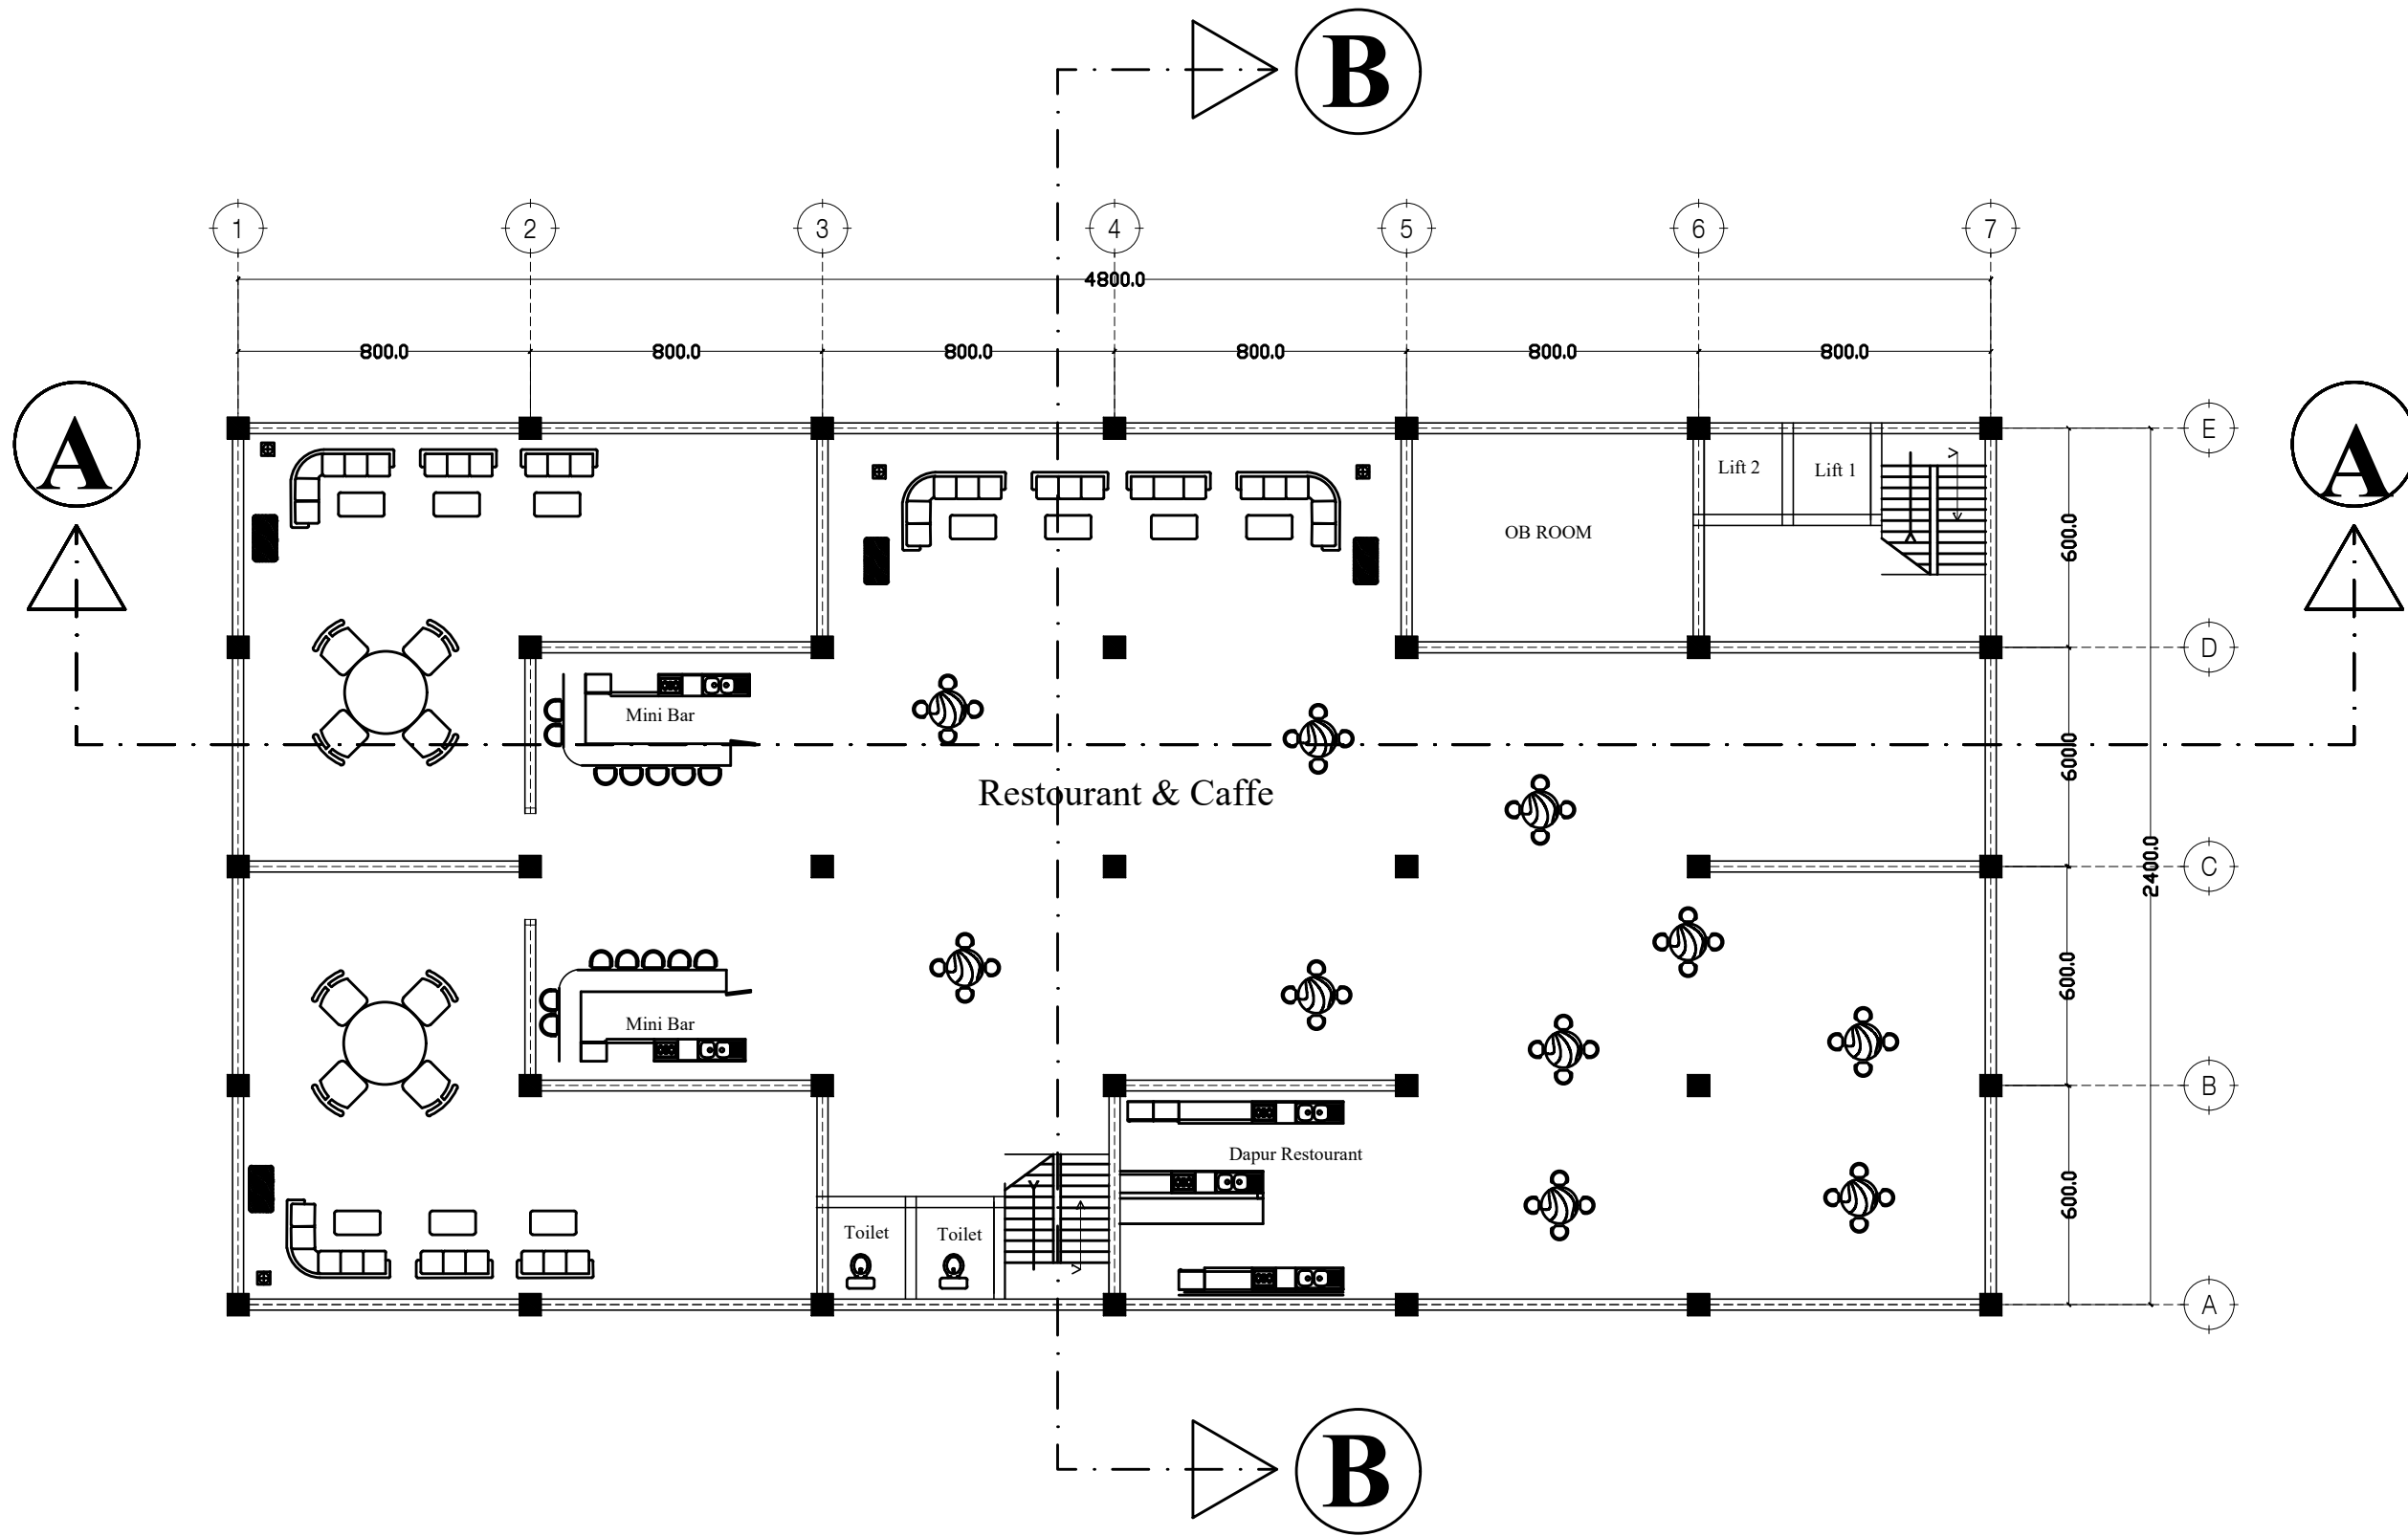 B
1 2 3 4 5 6 7
4800.0
800.0 800.0 800.0 800.0 800.0 800.0
A A
E
Lift 2 Lift 1
OB ROOM
600.0
D
Mini Bar
600.0
Restourant & Caffe
C
2400.0
600.0
Mini Bar
B
Dapur Restourant
600.0
Toilet Toilet
A
B